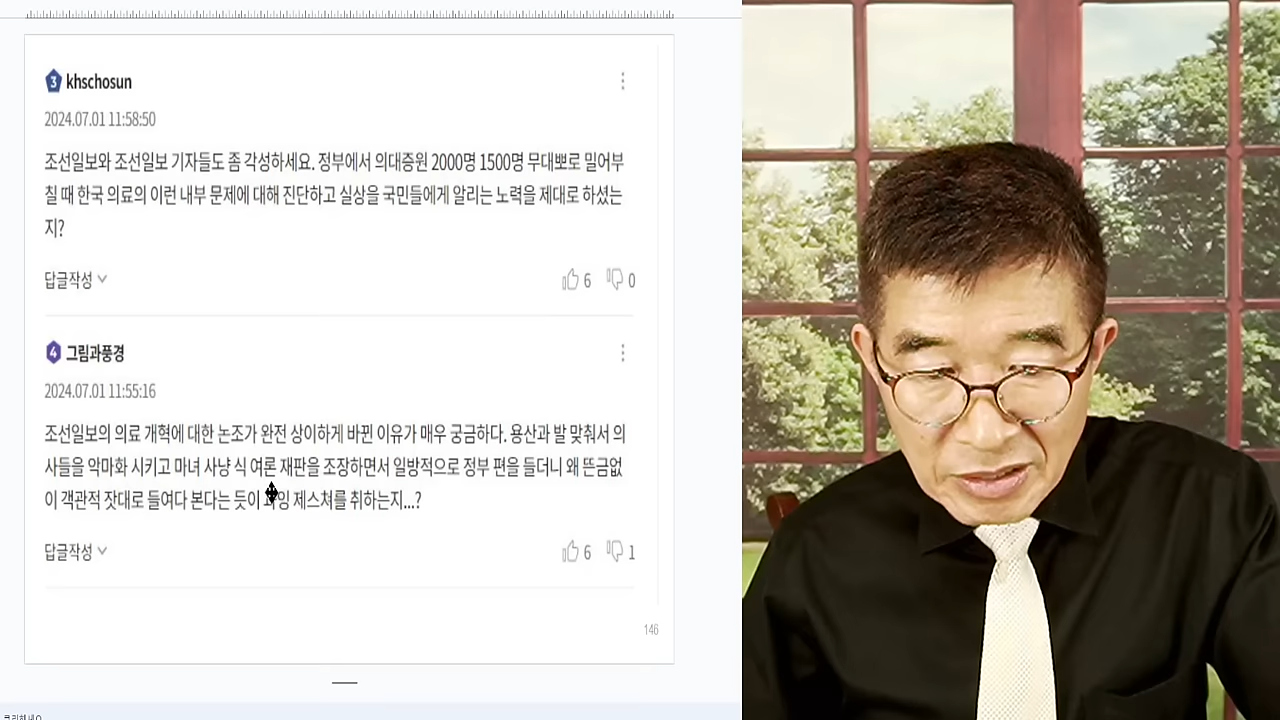 3 khschosun
2024.07.01 11:58:50
조선일보와 조선일보 기자들도 좀 각성하세요. 정부에서 의대증원 2000명 1500명 무대뽀로 밀어부
칠 때 한국 의료의 이런 내부 문제에 대해 진단하고 실상을 국민들에게 알리는 노력을 제대로 하셨는
지?
답글작성
6 0
4 그림과풍경
2024.07.01 11:55:16
조선일보의 의료 개혁에 대한 논조가 완전 상이하게 바뀐 이유가 매우 궁금하다. 용산과 발 맞춰서 의
사들을 악마화 시키고 마녀 사냥 식 여론 재판을 조장하면서 일방적으로 정부 편을 들더니 왜 뜬금없
이 객관적 잣대로 들여다 본다는 듯이 제스쳐를 취하는지...?
답글작성
6 1
146